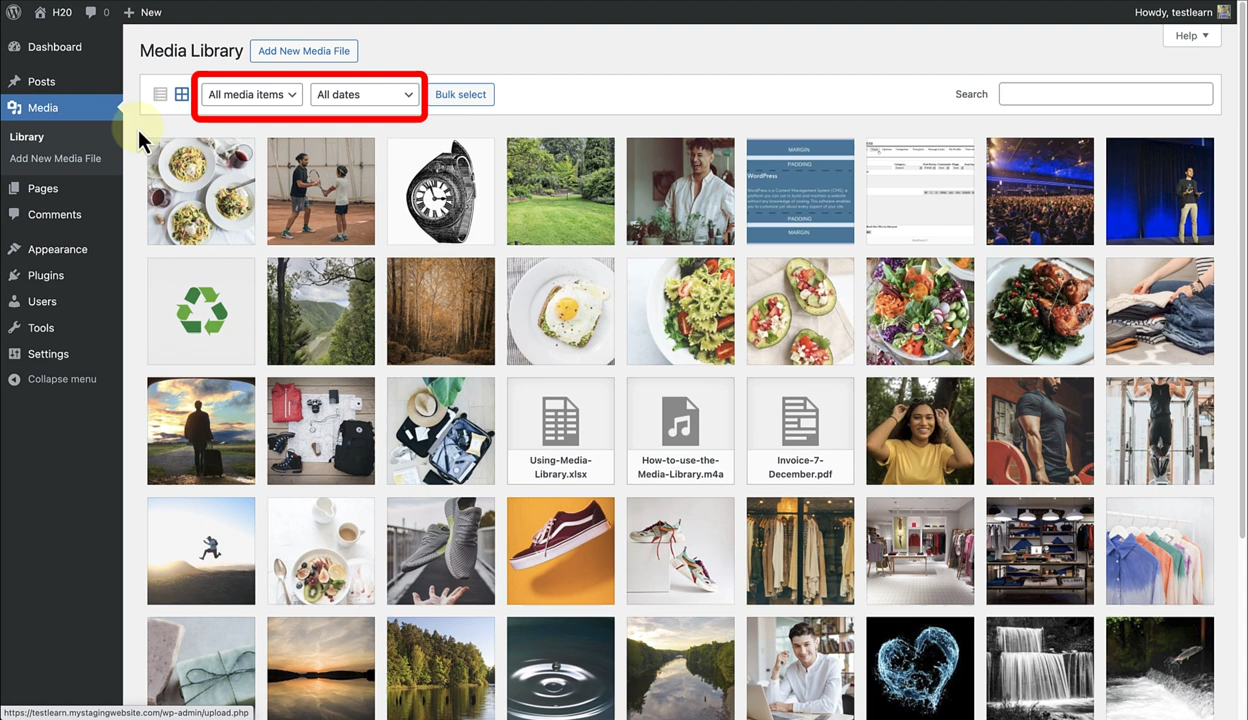 H20
0
New
Howdy, testlearn
Help
Dashboard
Posts
Media
Library
Add New Media File
Pages
Comments
Appearance
Plugins
Users
Tools
Settings
Collapse menu
Media Library
Add New Media File
All media items
All dates
Bulk select
Search
MARGIN
PADDING
WordPress
PADDING
MARGIN
Using-Media-
Library.xlsx
How-to-use-the-
Media-Library.m4a
Invoice-7-
December.pdf
https://testlearn.mystagingwebsite.com/wp-admin/upload.php